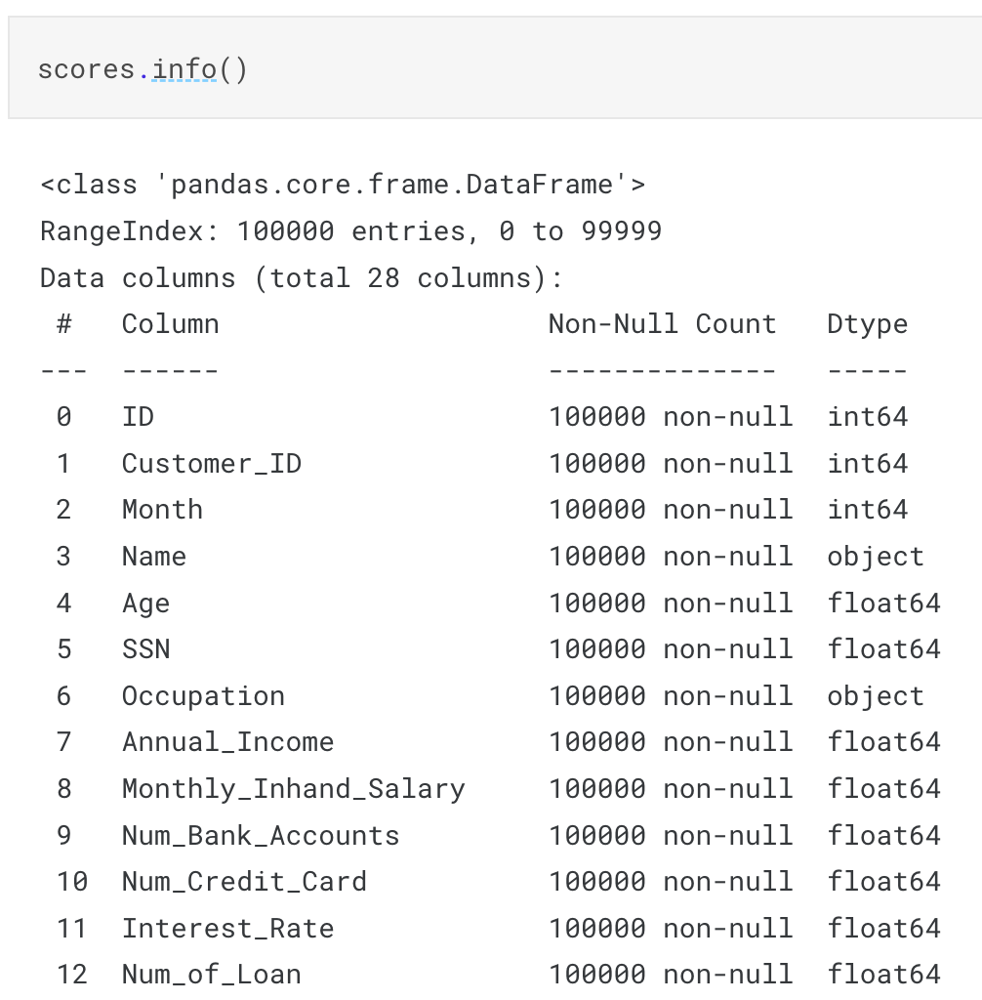 scores.info()
<class 'pandas.core.frame.DataFrame'>
RangeIndex: 100000 entries, 0 to 99999
Data columns (total 28 columns):
 #   Column                    Non-Null Count   Dtype
---  ------                    --------------   -----
 0   ID                        100000 non-null  int64
 1   Customer_ID               100000 non-null  int64
 2   Month                     100000 non-null  int64
 3   Name                      100000 non-null  object
 4   Age                       100000 non-null  float64
 5   SSN                       100000 non-null  float64
 6   Occupation                100000 non-null  object
 7   Annual_Income             100000 non-null  float64
 8   Monthly_Inhand_Salary     100000 non-null  float64
 9   Num_Bank_Accounts         100000 non-null  float64
 10  Num_Credit_Card           100000 non-null  float64
 11  Interest_Rate             100000 non-null  float64
 12  Num_of_Loan               100000 non-null  float64